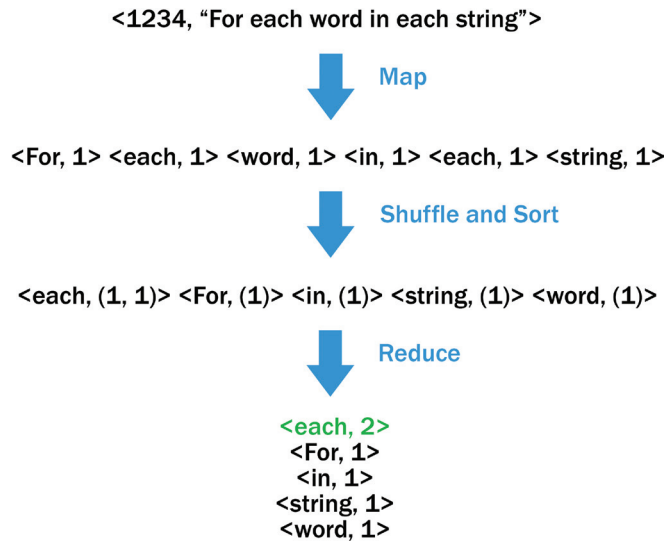 <1234, “For each word in each string”>
Map
<For, 1> <each, 1> <word, 1> <in, 1> <each, 1> <string, 1>
Shuffle and Sort
<each, (1, 1)> <For, (1)> <in, (1)> <string, (1)> <word, (1)>
Reduce
<each, 2>
<For, 1>
<in, 1>
<string, 1>
<word, 1>